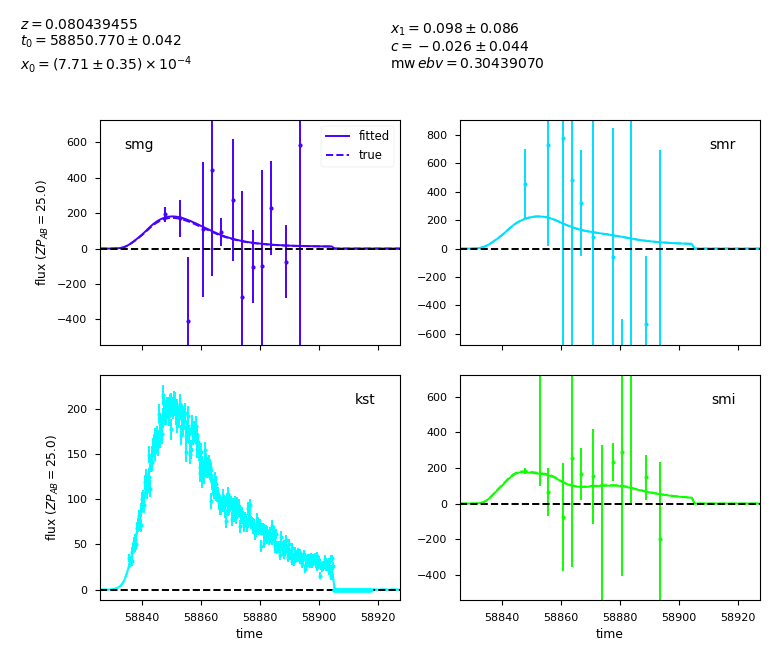 z = 0.080439455
t₀ = 58850.770 ± 0.042
x₀ = (7.71 ± 0.35) × 10⁻⁴
x₁ = 0.098 ± 0.086
c = −0.026 ± 0.044
mw ebv = 0.30439070
smg
fitted
true
600
400
200
0
−200
−400
flux (ZP_AB = 25.0)
smr
800
600
400
200
0
−200
−400
−600
kst
200
150
100
50
0
flux (ZP_AB = 25.0)
58840 58860 58880 58900 58920
time
smi
600
400
200
0
−200
−400
58840 58860 58880 58900 58920
time